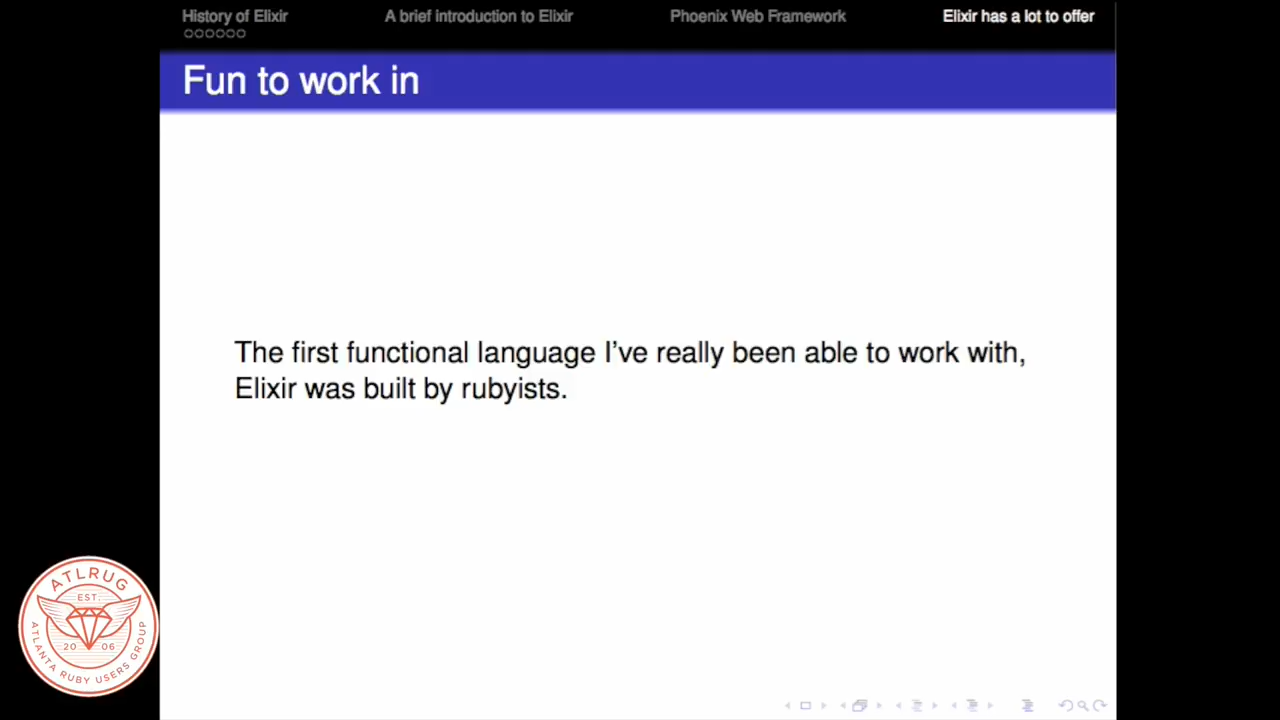 History of Elixir
A brief introduction to Elixir
Phoenix Web Framework
Elixir has a lot to offer
Fun to work in
The first functional language I've really been able to work with,
Elixir was built by rubyists.
ATLRUG
EST.
20 06
ATLANTA RUBY USERS GROUP